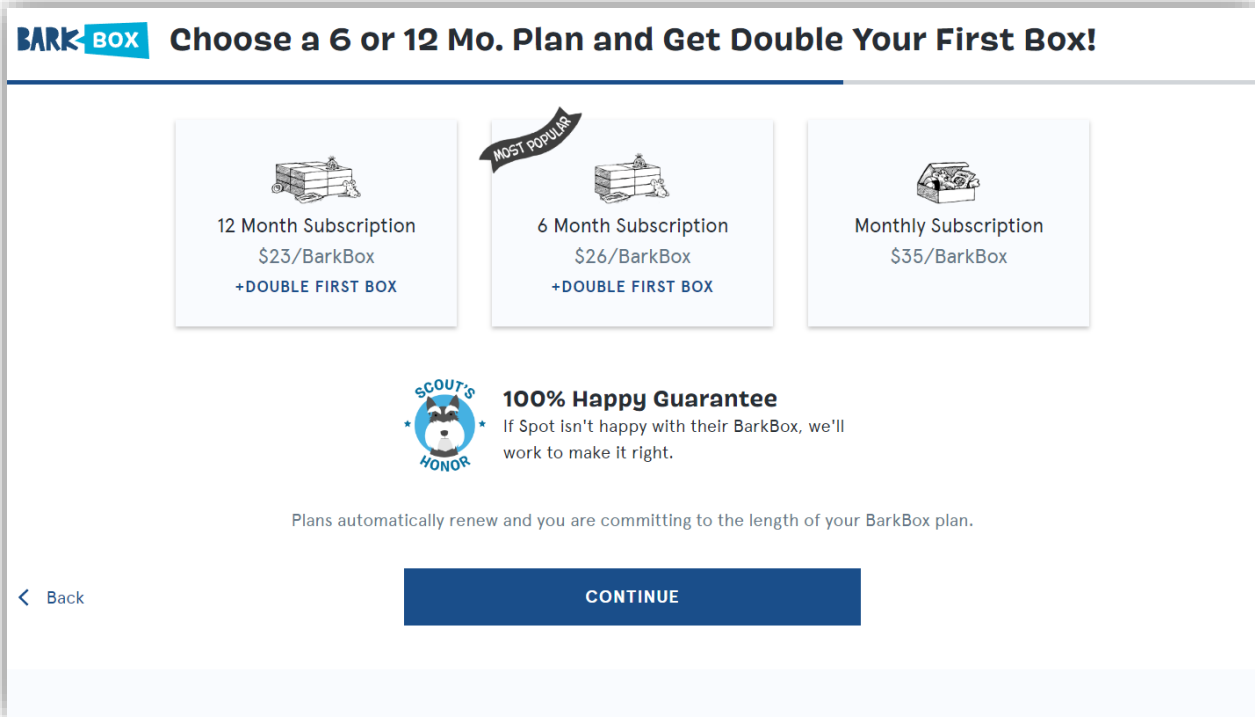 BARK BOX Choose a 6 or 12 Mo. Plan and Get Double Your First Box!
12 Month Subscription
$23/BarkBox
+DOUBLE FIRST BOX
MOST POPULAR
6 Month Subscription
$26/BarkBox
+DOUBLE FIRST BOX
Monthly Subscription
$35/BarkBox
SCOUT'S
HONOR
100% Happy Guarantee
If Spot isn't happy with their BarkBox, we'll
work to make it right.
Plans automatically renew and you are committing to the length of your BarkBox plan.
Back
CONTINUE